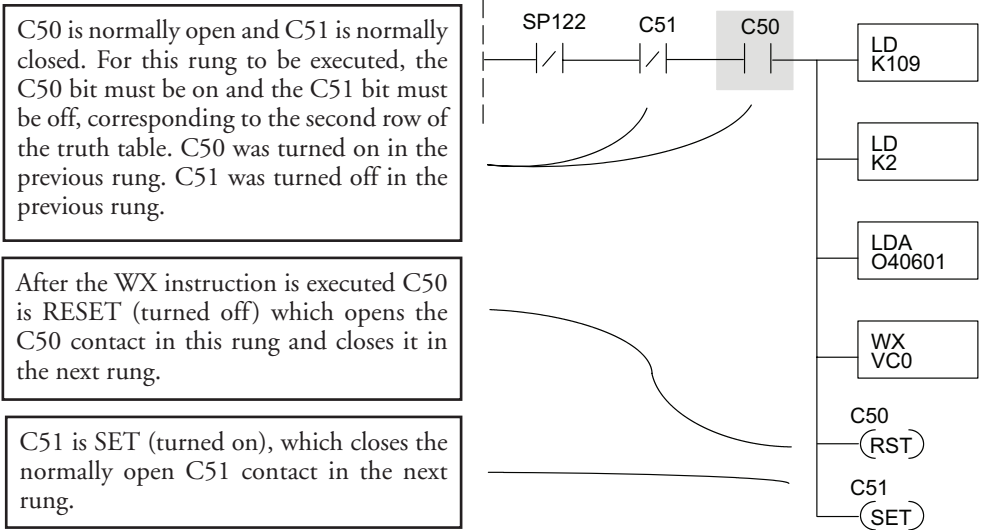 C50 is normally open and C51 is normally
closed. For this rung to be executed, the
C50 bit must be on and the C51 bit must
be off, corresponding to the second row of
the truth table. C50 was turned on in the
previous rung. C51 was turned off in the
previous rung.
After the WX instruction is executed C50
is RESET (turned off) which opens the
C50 contact in this rung and closes it in
the next rung.
C51 is SET (turned on), which closes the
normally open C51 contact in the next
rung.
SP122 C51 C50
LD
K109
LD
K2
LDA
O40601
WX
VC0
C50
RST
C51
SET